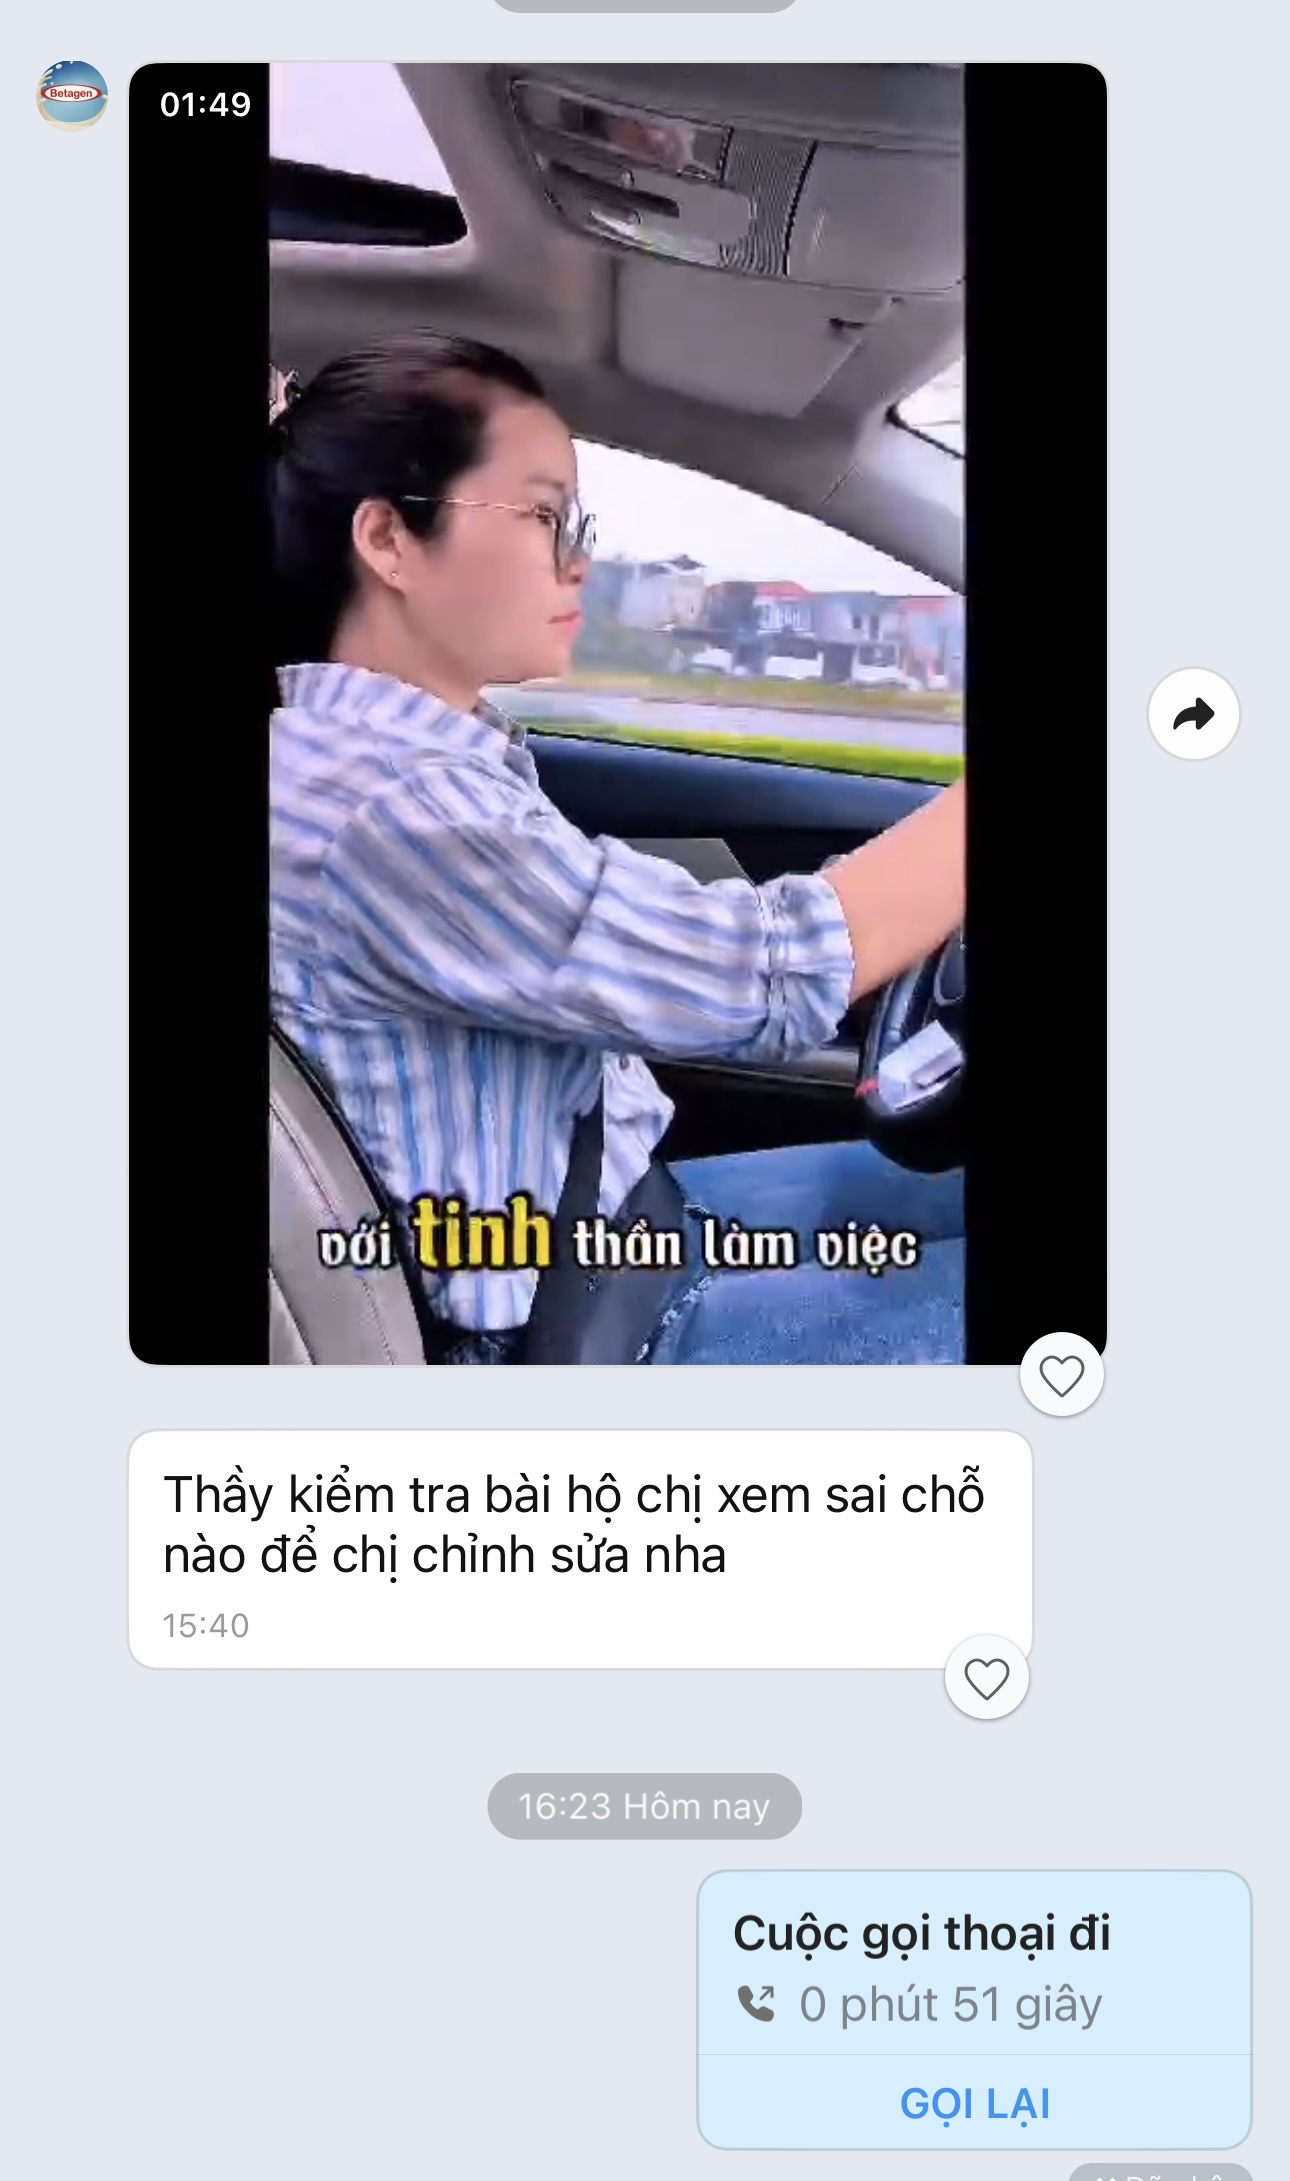 Betagen
01:49
với tinh thần làm việc
Thầy kiểm tra bài hộ chị xem sai chỗ
nào để chị chỉnh sửa nha
15:40
16:23 Hôm nay
Cuộc gọi thoại đi
0 phút 51 giây
GỌI LẠI